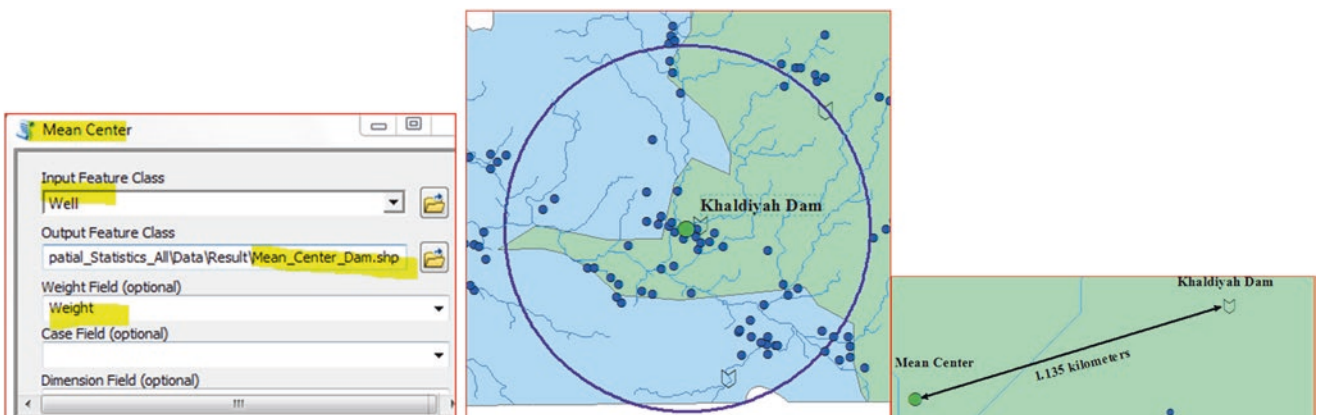 Mean Center
Input Feature Class
Well
Output Feature Class
patial_Statistics_All\Data\Result\Mean_Center_Dam.shp
Weight Field (optional)
Weight
Case Field (optional)
Dimension Field (optional)
Khaldiyah Dam
Khaldiyah Dam
Mean Center
1.135 kilometers